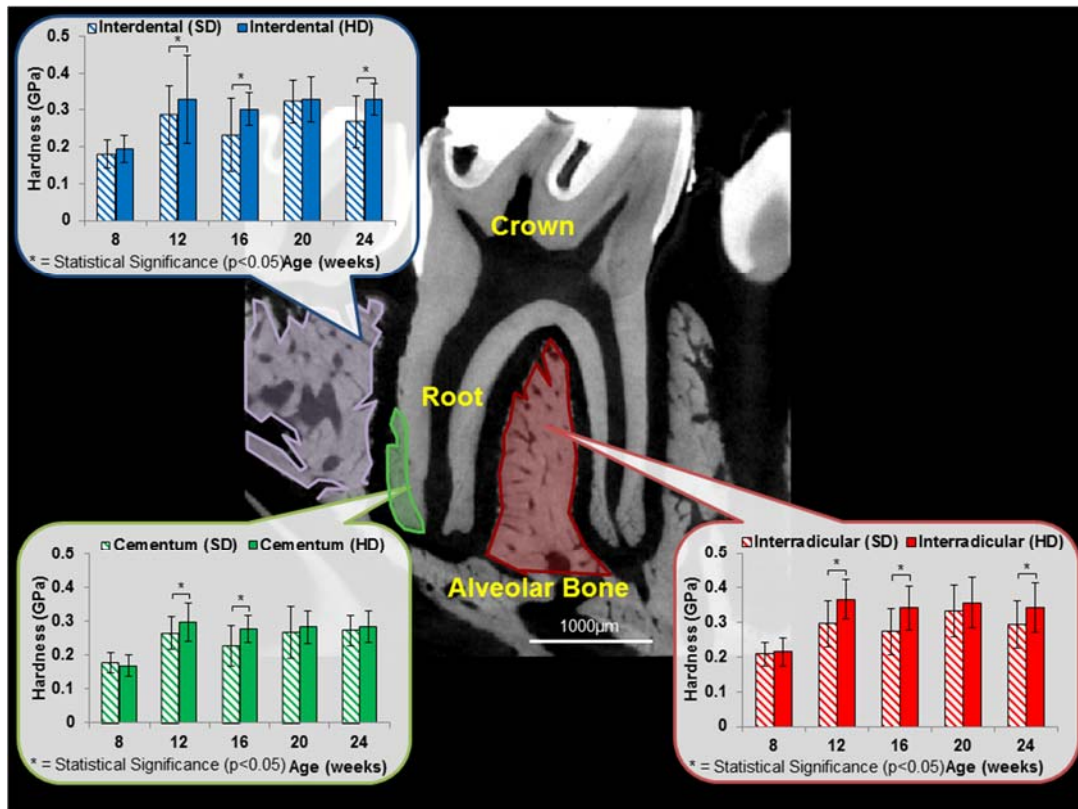 Interdental (SD) Interdental (HD)
0.5
0.4
0.3
0.2
0.1
0
Hardness (GPa)
* * *
8 12 16 20 24
* = Statistical Significance (p<0.05) Age (weeks)
Crown
Root
Alveolar Bone
1000μm
Cementum (SD) Cementum (HD)
0.5
0.4
0.3
0.2
0.1
0
Hardness (GPa)
* *
8 12 16 20 24
* = Statistical Significance (p<0.05) Age (weeks)
Interradicular (SD) Interradicular (HD)
0.5
0.4
0.3
0.2
0.1
0
Hardness (GPa)
* * *
8 12 16 20 24
* = Statistical Significance (p<0.05) Age (weeks)